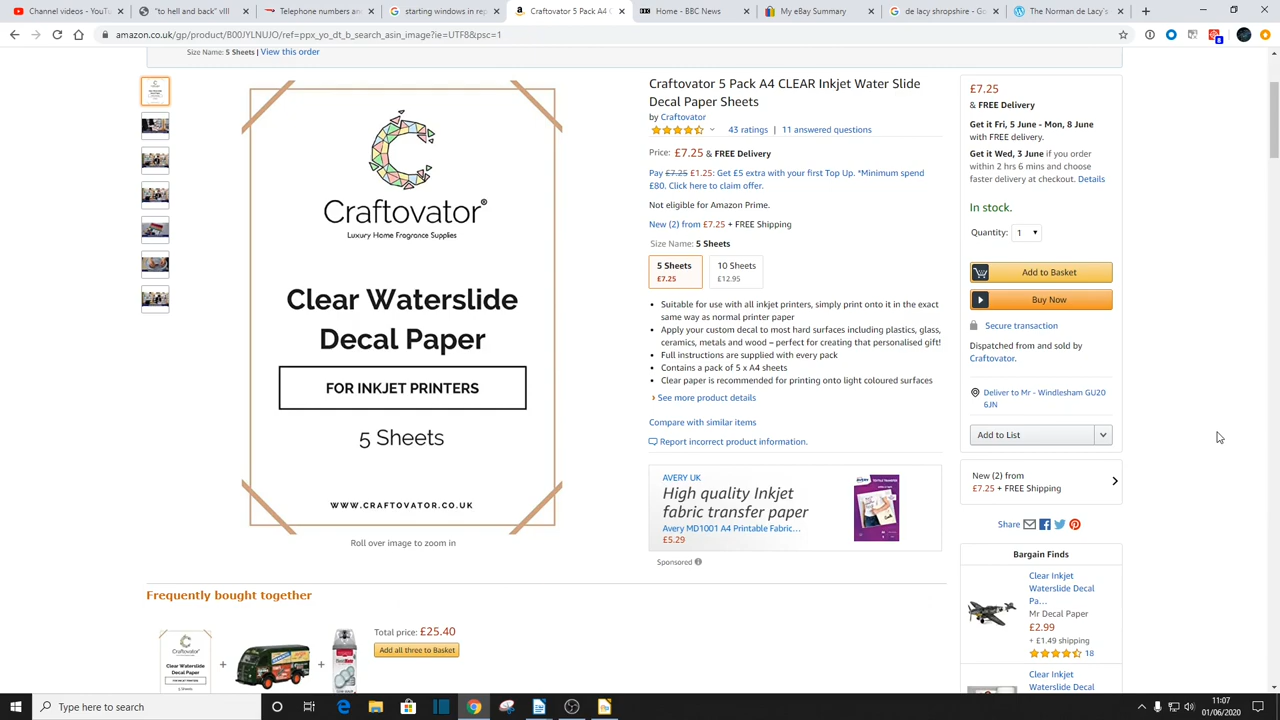 Channel videos - YouTu
"to hell and back" and viii
Telephone numbers and
starting windows in rep
Craftovator 5 Pack A4 C
Home - BBC News
My eBay Summary
lacy shropshire - Googl
The Norman de Lacy's
amazon.co.uk/gp/product/B00JYLNUJO/ref=ppx_yo_dt_b_search_asin_image?ie=UTF8&psc=1
Size Name: 5 Sheets | View this order
Craftovator®
Luxury Home Fragrance Supplies
Clear Waterslide
Decal Paper
FOR INKJET PRINTERS
5 Sheets
WWW.CRAFTOVATOR.CO.UK
Roll over image to zoom in
Craftovator 5 Pack A4 CLEAR Inkjet Water Slide
Decal Paper Sheets
by Craftovator
43 ratings | 11 answered questions
Price: £7.25 & FREE Delivery
Pay £7.25 £1.25: Get £5 extra with your first Top Up. *Minimum spend
£80. Click here to claim offer.
Not eligible for Amazon Prime.
New (2) from £7.25 + FREE Shipping
Size Name: 5 Sheets
5 Sheets
£7.25
10 Sheets
£12.95
Suitable for use with all inkjet printers, simply print onto it in the exact
same way as normal printer paper
Apply your custom decal to most hard surfaces including plastics, glass,
ceramics, metals and wood – perfect for creating that personalised gift!
Full instructions are supplied with every pack
Contains a pack of 5 x A4 sheets
Clear paper is recommended for printing onto light coloured surfaces
› See more product details
Compare with similar items
Report incorrect product information.
AVERY UK
High quality Inkjet
fabric transfer paper
Avery MD1001 A4 Printable Fabric...
£5.29
Sponsored
£7.25
& FREE Delivery
Get it Fri, 5 June - Mon, 8 June
with FREE delivery.
Get it Wed, 3 June if you order
within 2 hrs 6 mins and choose
faster delivery at checkout. Details
In stock.
Quantity: 1
Add to Basket
Buy Now
Secure transaction
Dispatched from and sold by
Craftovator.
Deliver to Mr - Windlesham GU20
6JN
Add to List
New (2) from
£7.25 + FREE Shipping
Share
Bargain Finds
Clear Inkjet
Waterslide Decal
Pa...
Mr Decal Paper
£2.99
+ £1.49 shipping
18
Clear Inkjet
Waterslide Decal
Frequently bought together
Total price: £25.40
Add all three to Basket
Craftovator
Clear Waterslide
Decal Paper
FOR INKJET PRINTERS
5 Sheets
Type here to search
11:07
01/06/2020